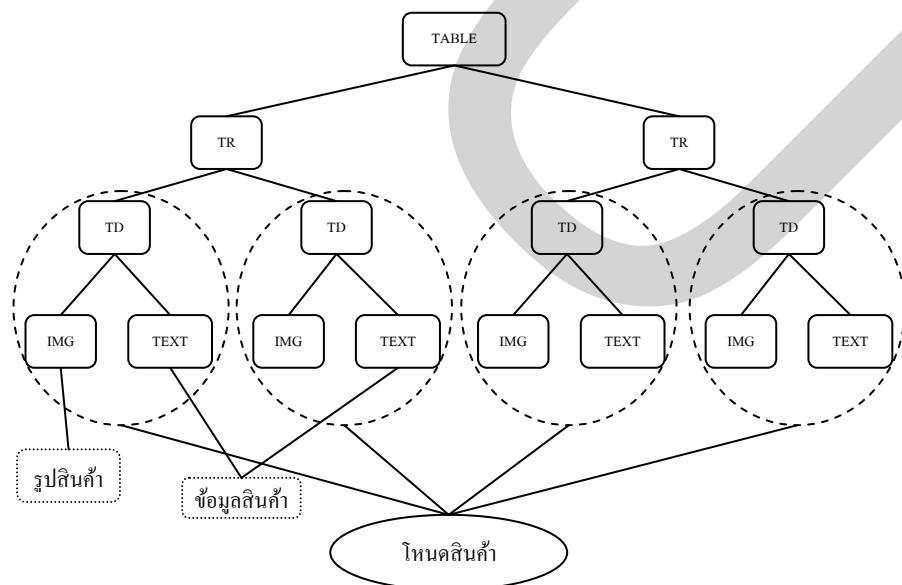 TABLE
TR
TR
TD
TD
TD
TD
IMG
TEXT
IMG
TEXT
IMG
TEXT
IMG
TEXT
รูปสินค้า
ข้อมูลสินค้า
โหนดสินค้า